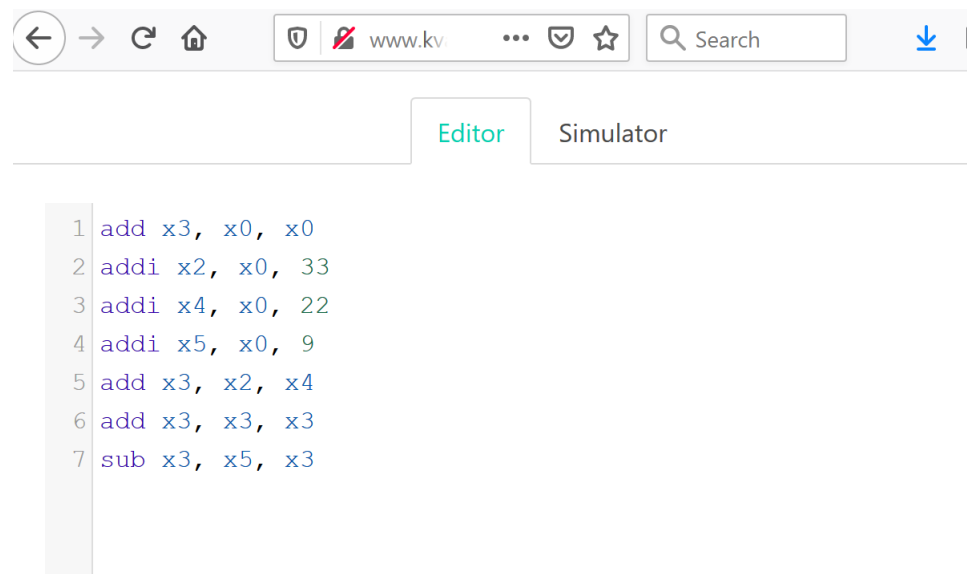 www.kv
Search
Editor
Simulator
1 add x3, x0, x0
2 addi x2, x0, 33
3 addi x4, x0, 22
4 addi x5, x0, 9
5 add x3, x2, x4
6 add x3, x3, x3
7 sub x3, x5, x3